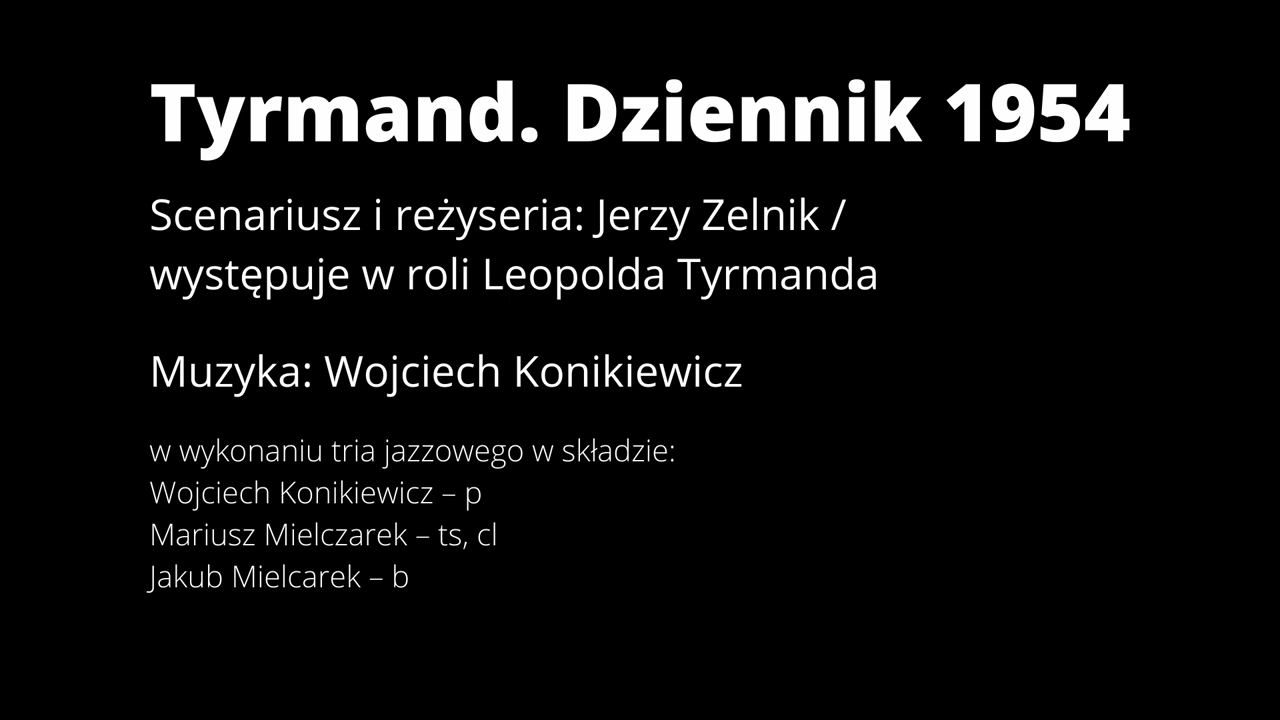 Tyrmand. Dziennik 1954
Scenariusz i reżyseria: Jerzy Zelnik /
występuje w roli Leopolda Tyrmanda
Muzyka: Wojciech Konikiewicz
w wykonaniu tria jazzowego w składzie:
Wojciech Konikiewicz – p
Mariusz Mielczarek – ts, cl
Jakub Mielcarek – b